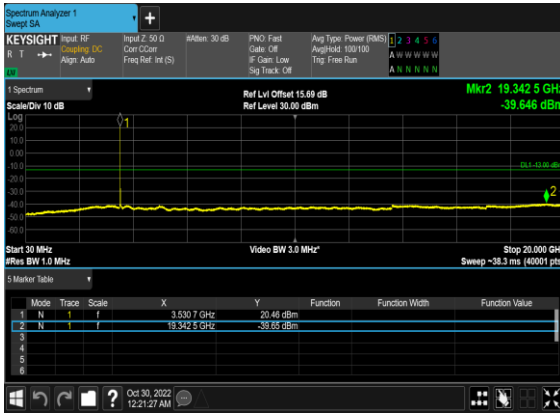 Spectrum Analyzer 1
Swept SA
+
KEYSIGHT Input: RF Input Z: 50 Ω #Atten: 30 dB PNO: Fast Avg Type: Power (RMS) 1 2 3 4 5 6
R T Coupling: DC Corr CCorr Gate: Off Avg|Hold: 100/100 A W W W W W
Align: Auto Freq Ref: Int (S) IF Gain: Low Trig: Free Run
Sig Track: Off A N N N N N
1 Spectrum
Ref Lvl Offset 15.69 dB Mkr2 19.342 5 GHz
Scale/Div 10 dB Ref Level 30.00 dBm -39.646 dBm
Log
20.0 1
10.0
0.00
-10.0 DL1 -13.00 dBm
-20.0
-30.0 2
-40.0
-50.0
-60.0
Start 30 MHz Video BW 3.0 MHz* Stop 20.000 GHz
#Res BW 1.0 MHz Sweep ~38.3 ms (40001 pts)
5 Marker Table
Mode Trace Scale X Y Function Function Width Function Value
1 N 1 f 3.530 7 GHz 20.46 dBm
2 N 1 f 19.342 5 GHz -39.65 dBm
3
4
5
6
? Oct 30, 2022
12:21:27 AM